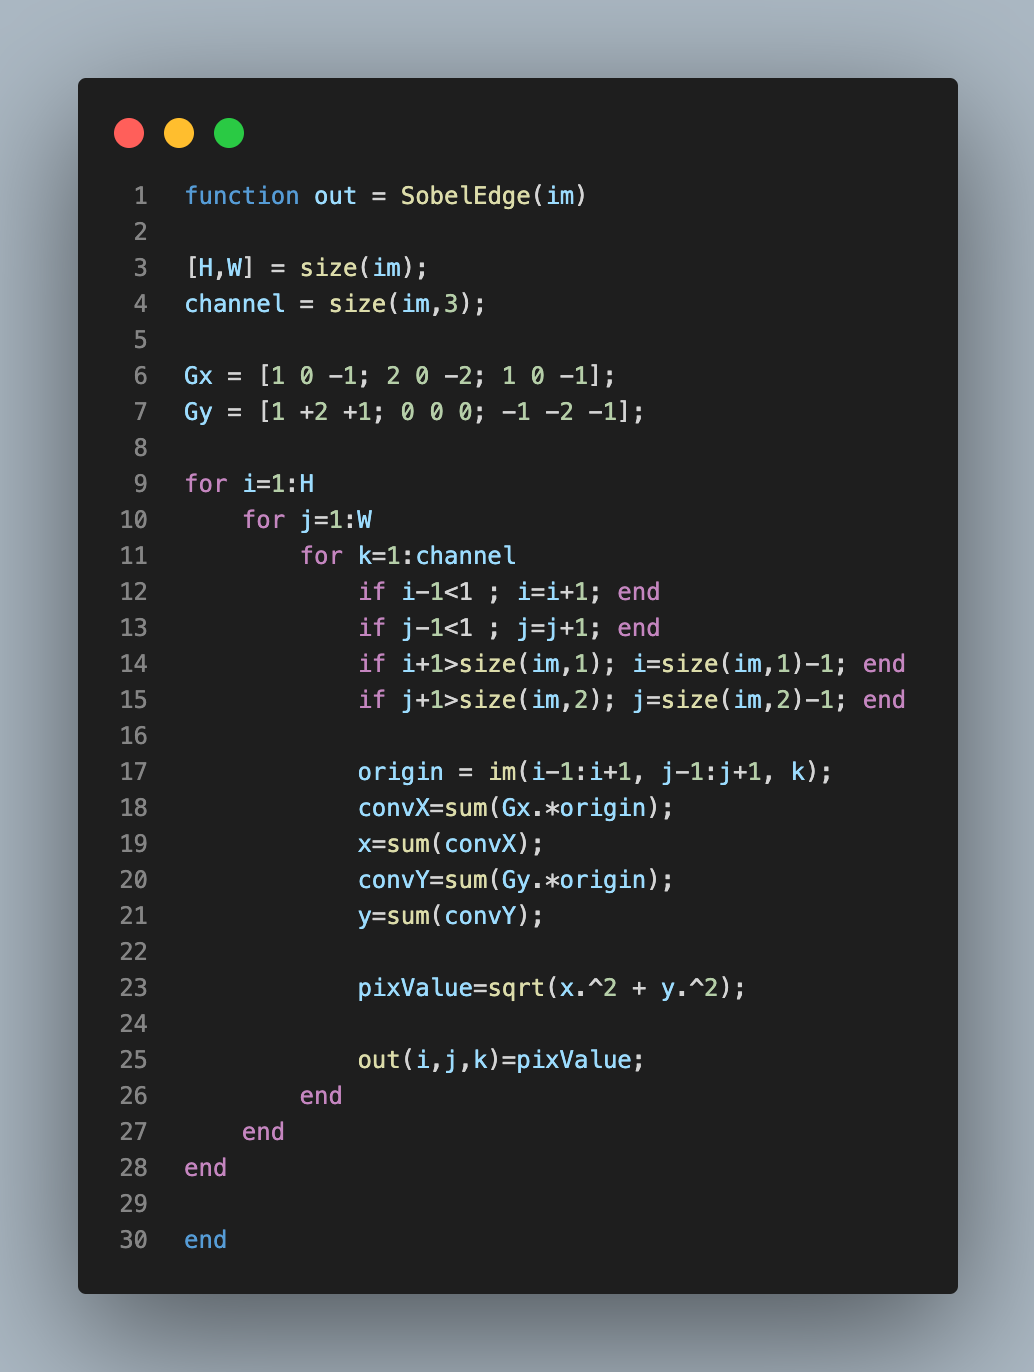 1 function out = SobelEdge(im)
2
3 [H,W] = size(im);
4 channel = size(im,3);
5
6 Gx = [1 0 -1; 2 0 -2; 1 0 -1];
7 Gy = [1 +2 +1; 0 0 0; -1 -2 -1];
8
9 for i=1:H
10     for j=1:W
11         for k=1:channel
12             if i-1<1 ; i=i+1; end
13             if j-1<1 ; j=j+1; end
14             if i+1>size(im,1); i=size(im,1)-1; end
15             if j+1>size(im,2); j=size(im,2)-1; end
16
17             origin = im(i-1:i+1, j-1:j+1, k);
18             convX=sum(Gx.*origin);
19             x=sum(convX);
20             convY=sum(Gy.*origin);
21             y=sum(convY);
22
23             pixValue=sqrt(x.^2 + y.^2);
24
25             out(i,j,k)=pixValue;
26         end
27     end
28 end
29
30 end